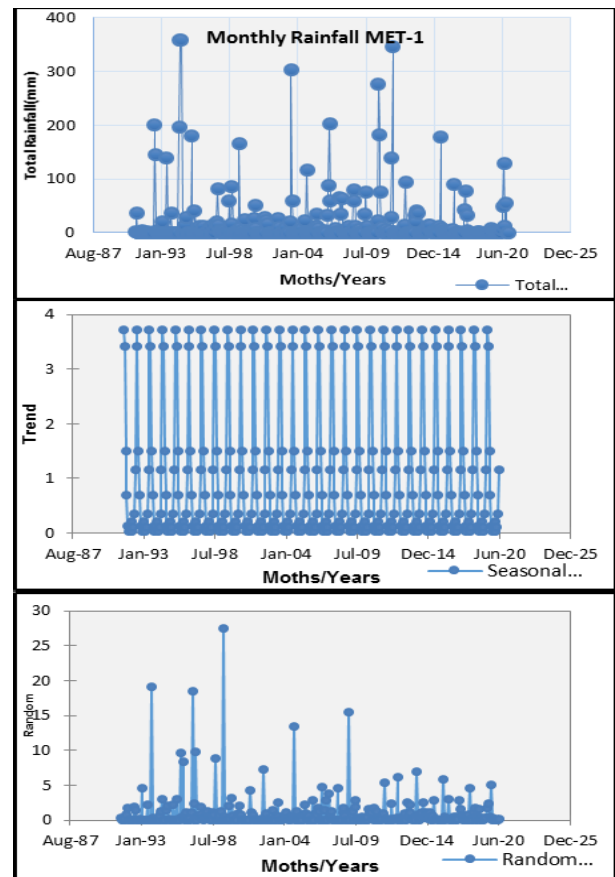 Monthly Rainfall MET-1
Total Rainfall(mm)
400
300
200
100
0
Aug-87 Jan-93 Jul-98 Jan-04 Jul-09 Dec-14 Jun-20 Dec-25
Moths/Years
Total...
Trend
4
3
2
1
0
Aug-87 Jan-93 Jul-98 Jan-04 Jul-09 Dec-14 Jun-20 Dec-25
Moths/Years
Seasonal...
Random
30
25
20
15
10
5
0
Aug-87 Jan-93 Jul-98 Jan-04 Jul-09 Dec-14 Jun-20 Dec-25
Moths/Years
Random...